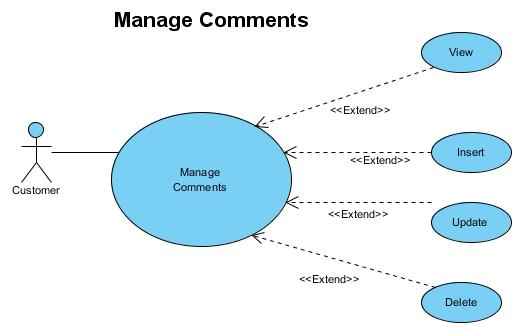 Manage Comments
View
<<Extend>>
Insert
<<Extend>>
Manage
Comments
Customer
Update
<<Extend>>
<<Extend>>
Delete